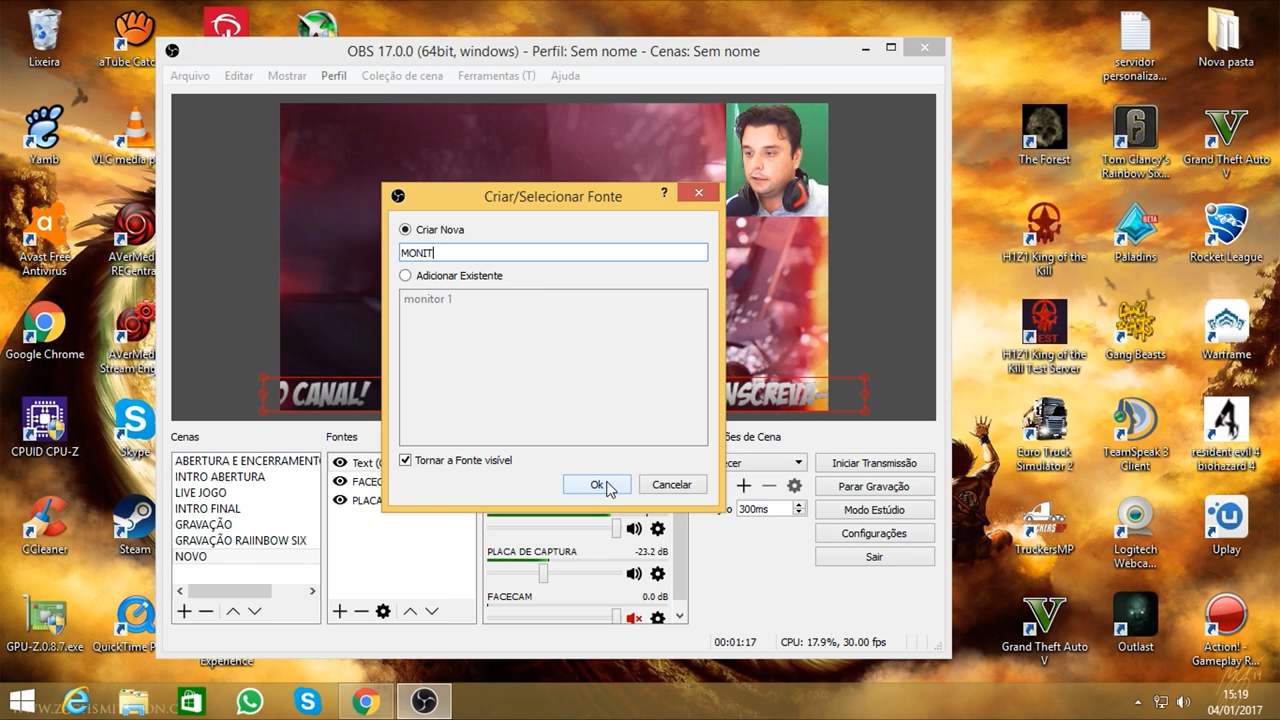 Lixeira
aTube Catc
servidor
personaliza...
Nova pasta
OBS 17.0.0 (64bit, windows) - Perfil: Sem nome - Cenas: Sem nome
Arquivo
Editar
Mostrar
Perfil
Coleção de cena
Ferramentas (T)
Ajuda
Yamb
VLC media p
The Forest
Tom Clancy's
Rainbow Six...
Grand Theft Auto
V
Criar/Selecionar Fonte
?
Criar Nova
MONIT
Adicionar Existente
monitor 1
Tornar a Fonte visível
Ok
Cancelar
Avast Free
Antivirus
AVerMed
RECentra
H1Z1 King of the
Kill
BETA
Paladins
Rocket League
Google Chrome
AVerMed
Stream Eng
TEST
H1Z1 King of the
Kill Test Server
Gang Beasts
Warframe
O CANAL!
INSCREVA-
CPUID CPU-Z
Skype
Euro Truck
Simulator 2
TeamSpeak 3
Client
resident evil 4
biohazard 4
Cenas
ABERTURA E ENCERRAMENT
INTRO ABERTURA
LIVE JOGO
INTRO FINAL
GRAVAÇÃO
GRAVAÇÃO RAIINBOW SIX
NOVO
Fontes
Text (
FACEC
PLACA
ões de Cena
cer
300ms
Iniciar Transmissão
Parar Gravação
Modo Estúdio
Configurações
Sair
PLACA DE CAPTURA
-23.2 dB
FACECAM
0.0 dB
00:01:17
CPU: 17.9%, 30.00 fps
CCleaner
Steam
TruckersMP
Logitech
Webca...
Uplay
GPU-Z.0.8.7.exe
QuickTime P
Experience
Grand Theft Auto
V
Outlast
Action! -
Gameplay R...
15:19
04/01/2017